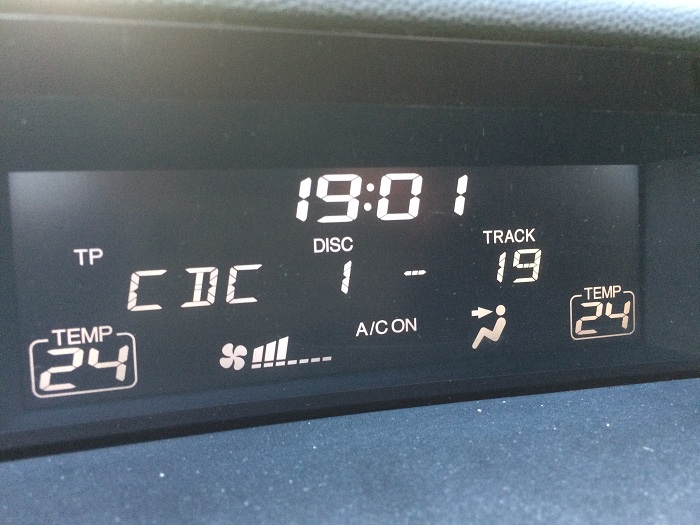 19:01
DISC TRACK
TP CDC 1 - 19
A/C ON
TEMP TEMP
24 24